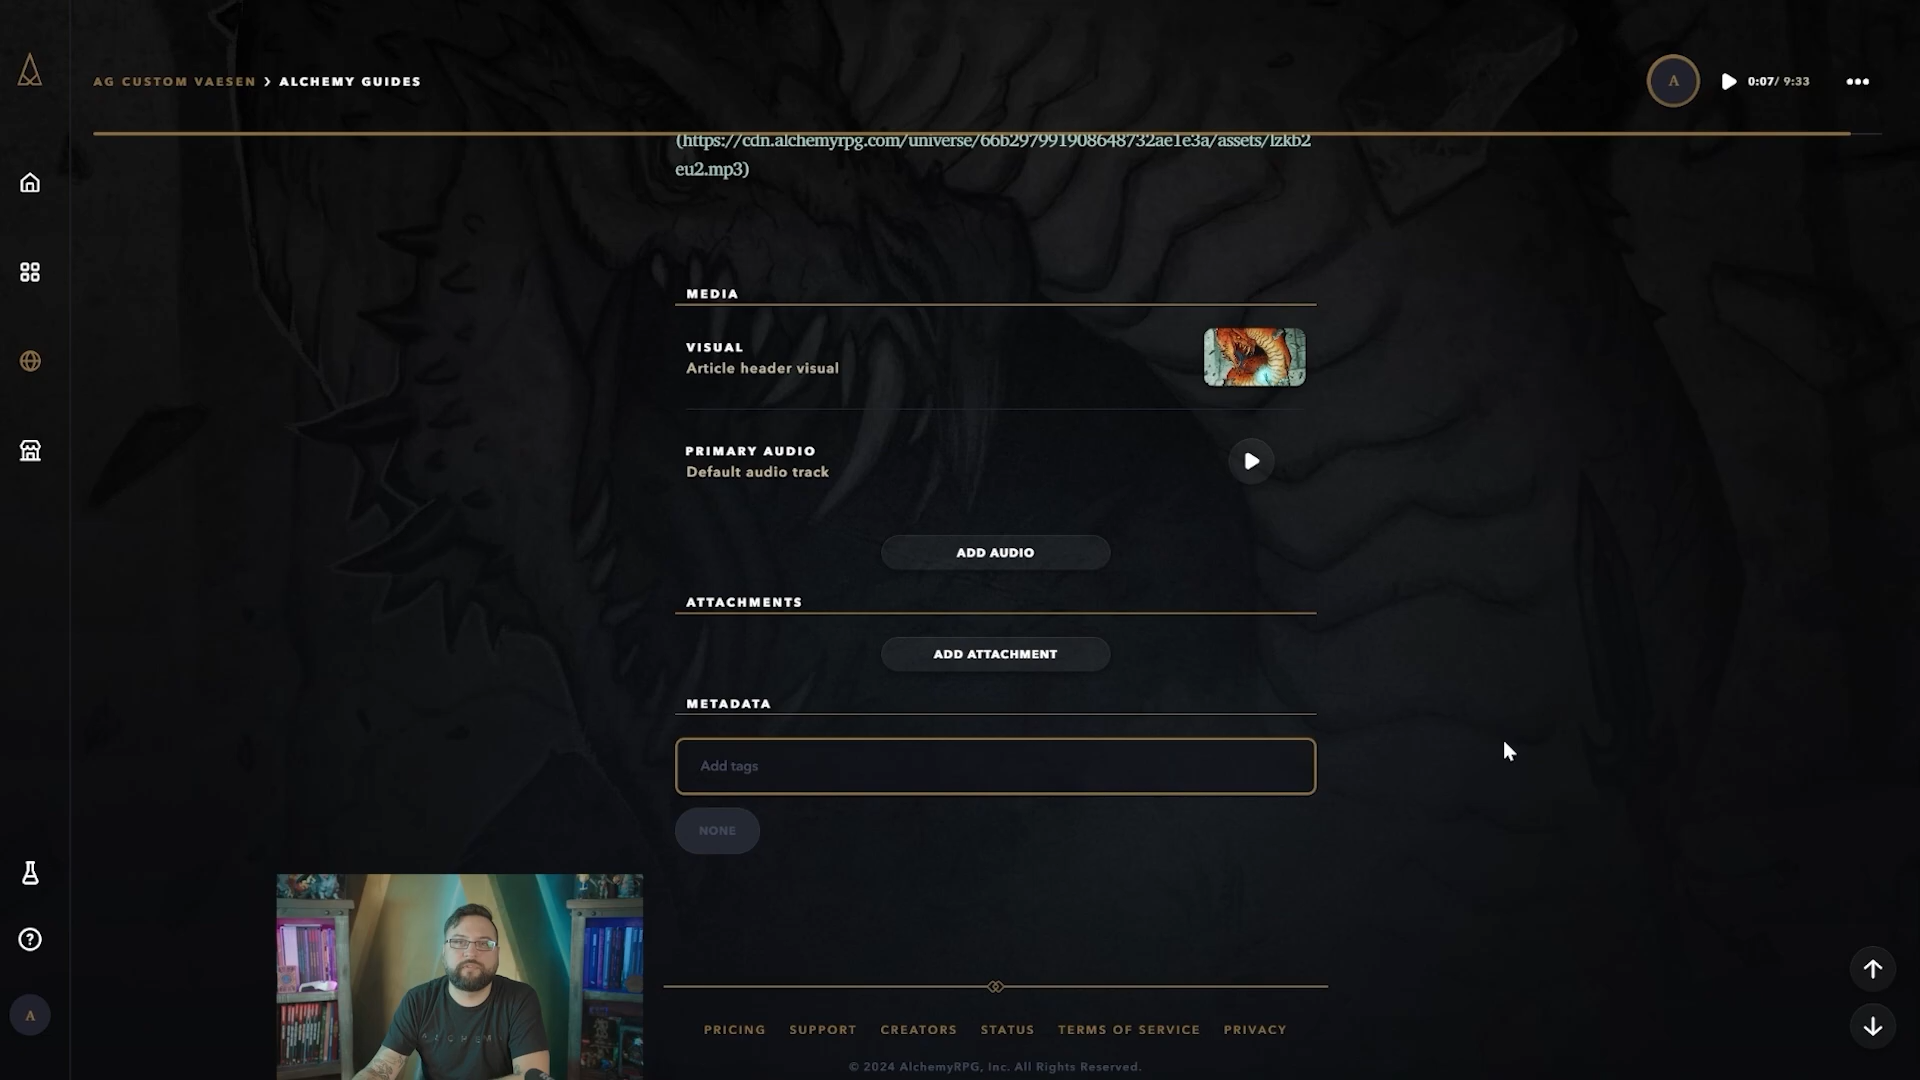 AG CUSTOM VAESEN > ALCHEMY GUIDES
A
0:07/ 9:33
(https://cdn.alchemyrpg.com/universe/66b297991908648732ae1e3a/assets/lzkb2
eu2.mp3)
MEDIA
VISUAL
Article header visual
PRIMARY AUDIO
Default audio track
ADD AUDIO
ATTACHMENTS
ADD ATTACHMENT
METADATA
Add tags
NONE
A
ALCHEMY
PRICING SUPPORT CREATORS STATUS TERMS OF SERVICE PRIVACY
© 2024 AlchemyRPG, Inc. All Rights Reserved.